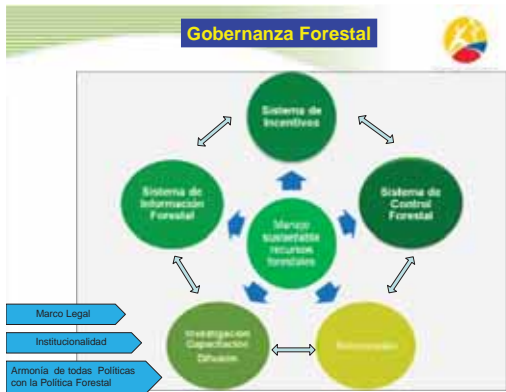 Gobernanza Forestal
Sistema de
Incentivos
Sistema de
Información
Forestal
Sistema de
Control
Forestal
Manejo
sustentable
recursos
forestales
Investigación
Capacitación
Difusión
Marco Legal
Institucionalidad
Armonía de todas Políticas
con la Política Forestal